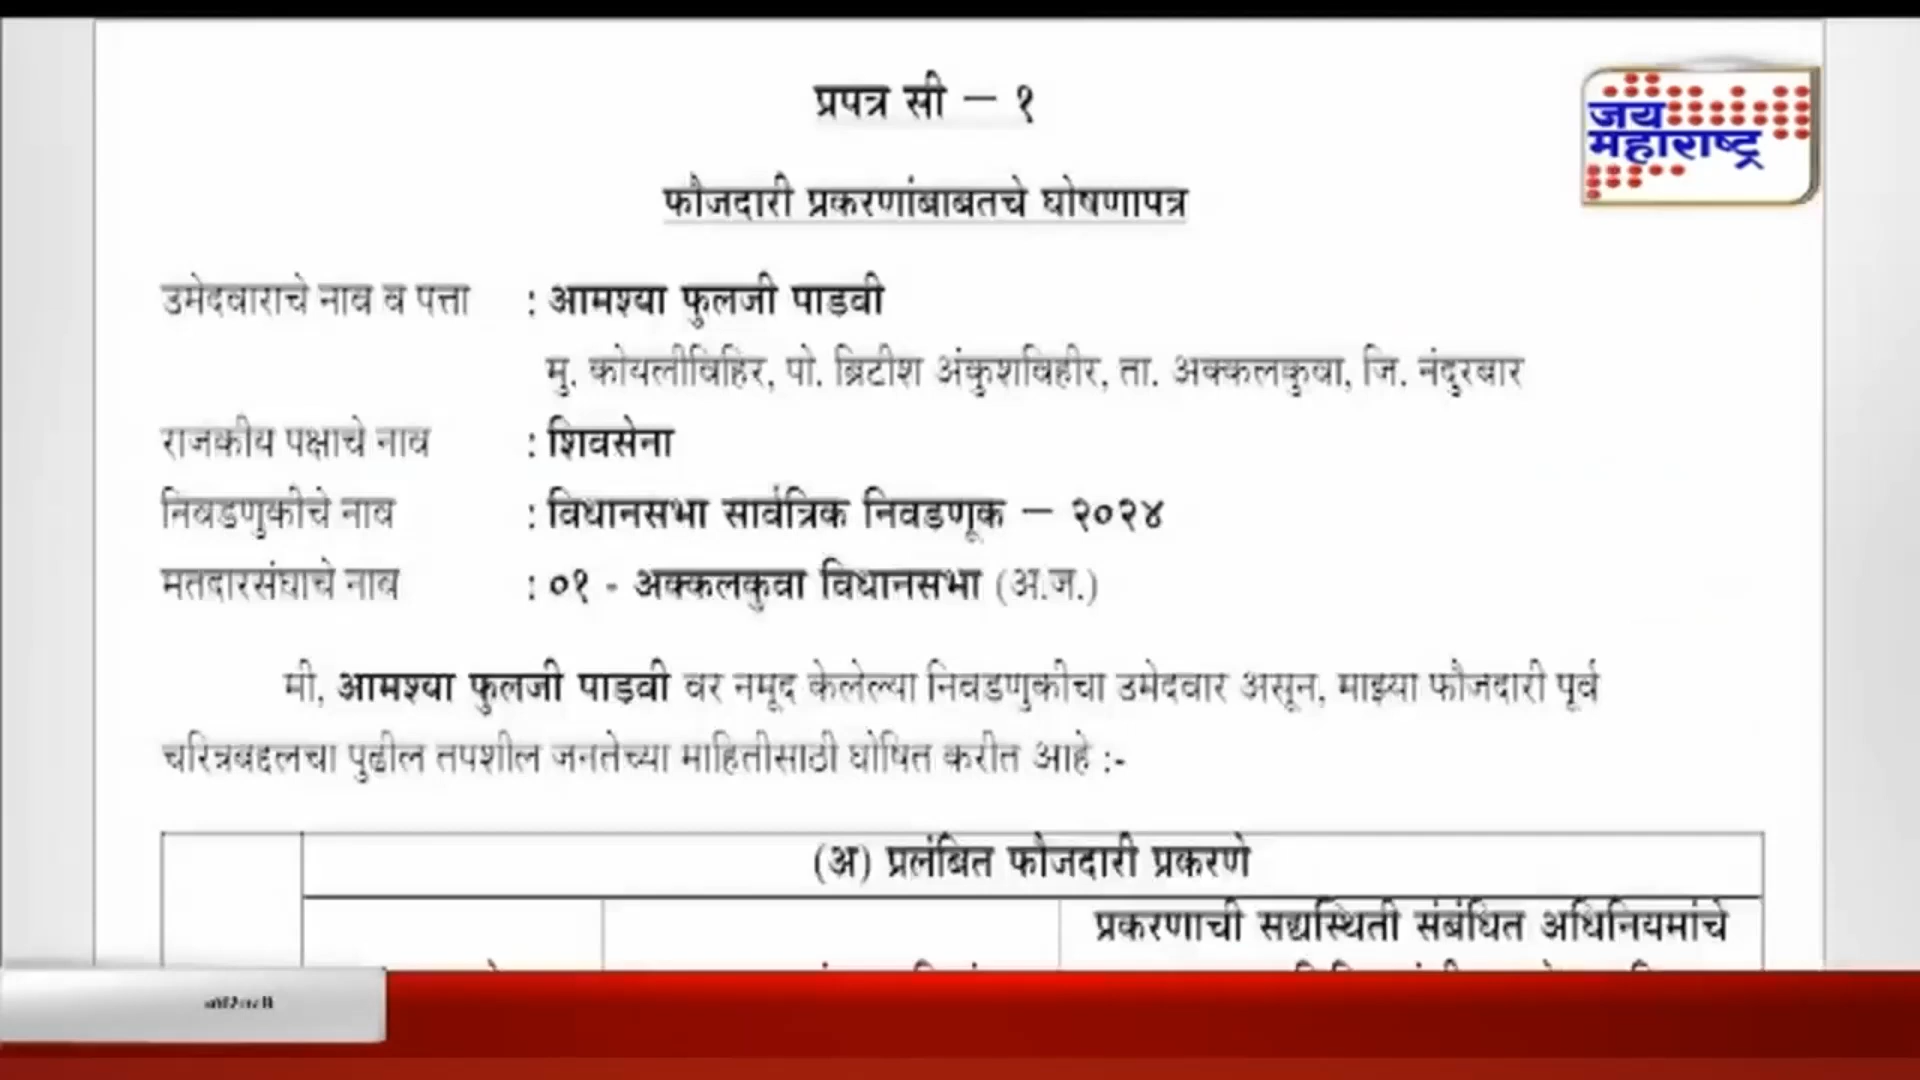 प्रपत्र सी – १
जय
महाराष्ट्र
फौजदारी प्रकरणांबाबतचे घोषणापत्र
उमेदवाराचे नाव व पत्ता : आमश्या फुलजी पाडवी
मु. कोयलीविहिर, पो. ब्रिटीश अंकुशविहीर, ता. अक्कलकुवा, जि. नंदुरबार
राजकीय पक्षाचे नाव : शिवसेना
निवडणुकीचे नाव : विधानसभा सार्वत्रिक निवडणूक – २०२४
मतदारसंघाचे नाव : ०१ - अक्कलकुवा विधानसभा (अ.ज.)
मी, आमश्या फुलजी पाडवी वर नमूद केलेल्या निवडणुकीचा उमेदवार असून, माझ्या फौजदारी पूर्व
चरित्रबद्दलचा पुढील तपशील जनतेच्या माहितीसाठी घोषित करीत आहे :-
(अ) प्रलंबित फौजदारी प्रकरणे
प्रकरणाची सद्यस्थिती संबंधित अधिनियमांचे